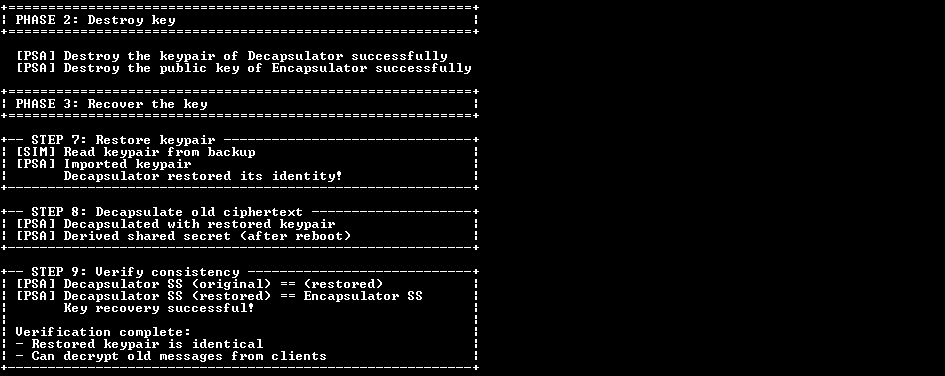 +==========================================================+
¦ PHASE 2: Destroy key                                     ¦
+==========================================================+
[PSA] Destroy the keypair of Decapsulator successfully
[PSA] Destroy the public key of Encapsulator successfully
+==========================================================+
¦ PHASE 3: Recover the key                                 ¦
+==========================================================+
+-- STEP 7: Restore keypair -------------------------------+
¦ [SIM] Read keypair from backup                           ¦
¦ [PSA] Imported keypair                                   ¦
¦       Decapsulator restored its identity!                ¦
+----------------------------------------------------------+
+-- STEP 8: Decapsulate old ciphertext --------------------+
¦ [PSA] Decapsulated with restored keypair                 ¦
¦ [PSA] Derived shared secret (after reboot)               ¦
+----------------------------------------------------------+
+-- STEP 9: Verify consistency ----------------------------+
¦ [PSA] Decapsulator SS (original) == (restored)           ¦
¦ [PSA] Decapsulator SS (restored) == Encapsulator SS      ¦
¦       Key recovery successful!                           ¦
¦                                                          ¦
¦ Verification complete:                                   ¦
¦ - Restored keypair is identical                          ¦
¦ - Can decrypt old messages from clients                  ¦
+----------------------------------------------------------+